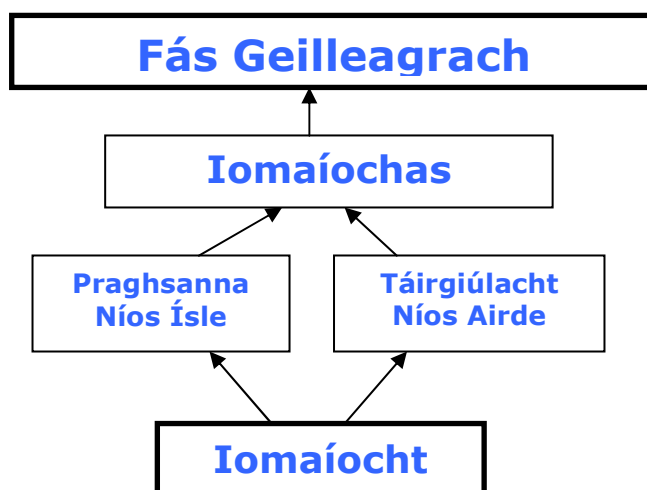 Fás Geilleagrach
Iomaíochas
Praghsanna
Níos Ísle
Táirgiúlacht
Níos Airde
Iomaíocht